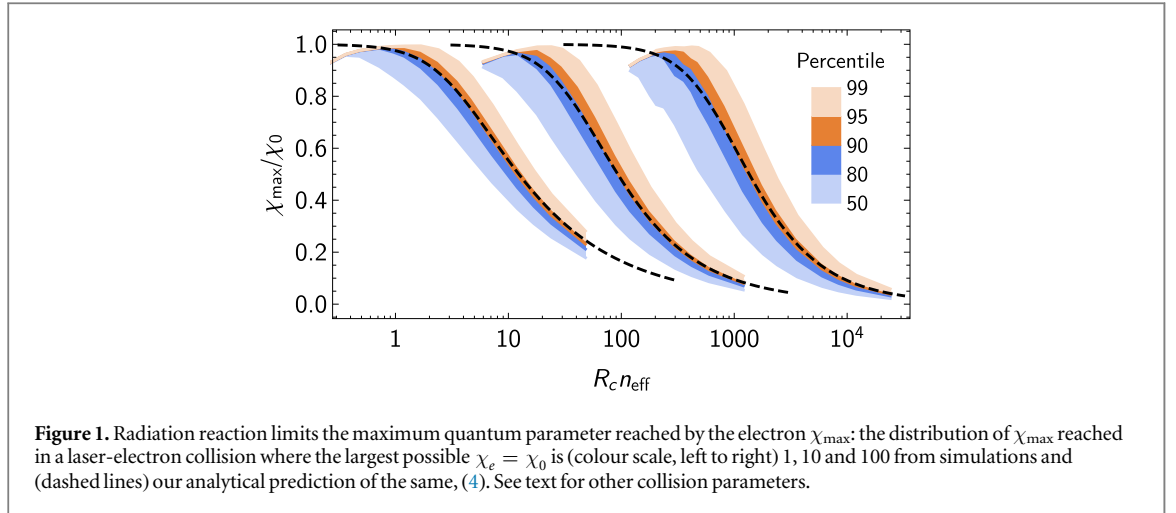 1.0
0.8
0.6
0.4
0.2
0.0
χmax/χ0
Percentile
99
95
90
80
50
1 10 100 1000 10⁴
Rc neff
Figure 1. Radiation reaction limits the maximum quantum parameter reached by the electron χmax: the distribution of χmax reached
in a laser-electron collision where the largest possible χe = χ0 is (colour scale, left to right) 1, 10 and 100 from simulations and
(dashed lines) our analytical prediction of the same, (4). See text for other collision parameters.